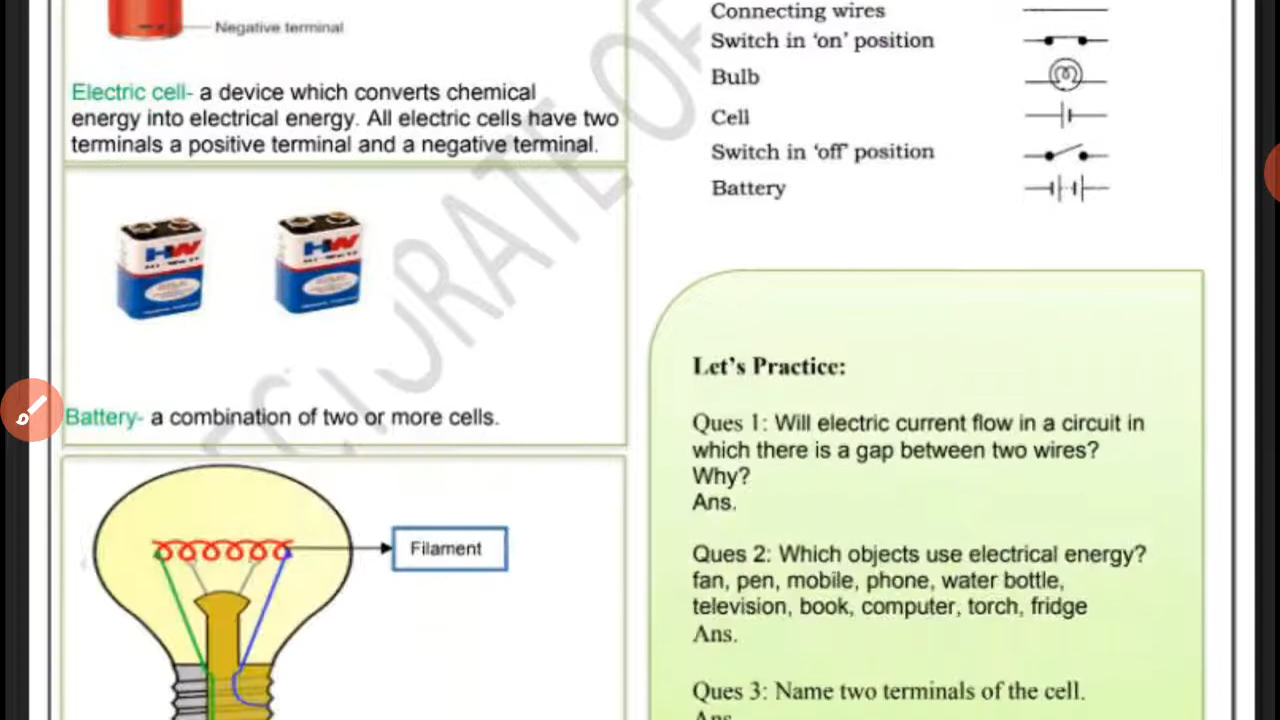 Negative terminal
Electric cell- a device which converts chemical
energy into electrical energy. All electric cells have two
terminals a positive terminal and a negative terminal.
HW
HW
Battery- a combination of two or more cells.
Filament
Connecting wires
Switch in ‘on’ position
Bulb
Cell
Switch in ‘off’ position
Battery
Let’s Practice:
Ques 1: Will electric current flow in a circuit in
which there is a gap between two wires?
Why?
Ans.
Ques 2: Which objects use electrical energy?
fan, pen, mobile, phone, water bottle,
television, book, computer, torch, fridge
Ans.
Ques 3: Name two terminals of the cell.